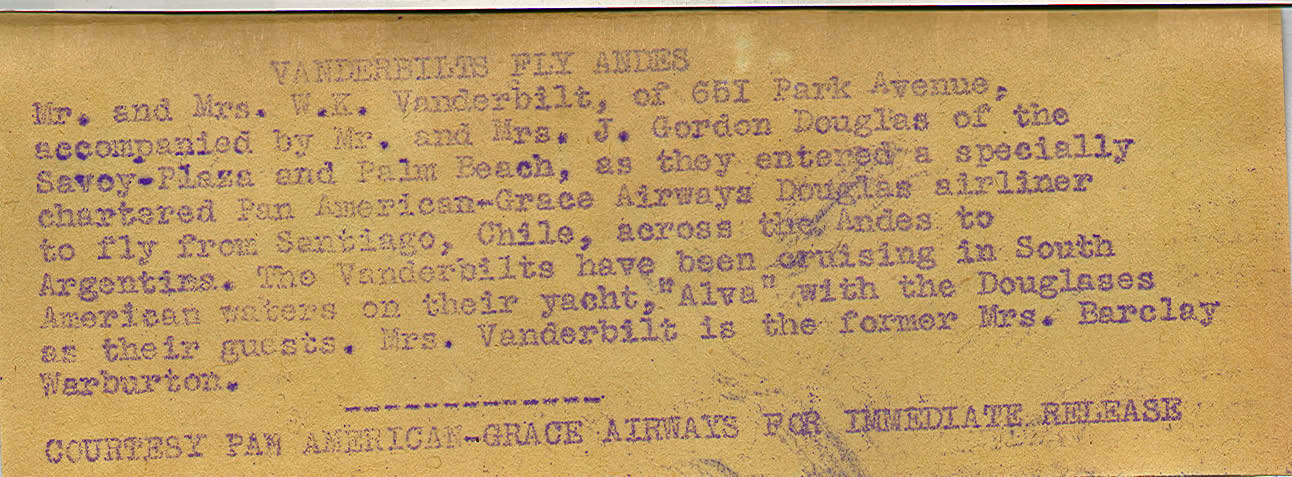 VANDERBILTS FLY ANDES
Mr. and Mrs. W.K. Vanderbilt, of 651 Park Avenue,
accompanied by Mr. and Mrs. J. Gordon Douglas of the
Savoy-Plaza and Palm Beach, as they entered a specially
chartered Pan American-Grace Airways Douglas airliner
to fly from Santiago, Chile, across the Andes to
Argentina. The Vanderbilts have been cruising in South
American waters on their yacht,"Alva" with the Douglases
as their guests. Mrs. Vanderbilt is the former Mrs. Barclay
Warburton.
---------------
COURTESY PAN AMERICAN-GRACE AIRWAYS FOR IMMEDIATE RELEASE